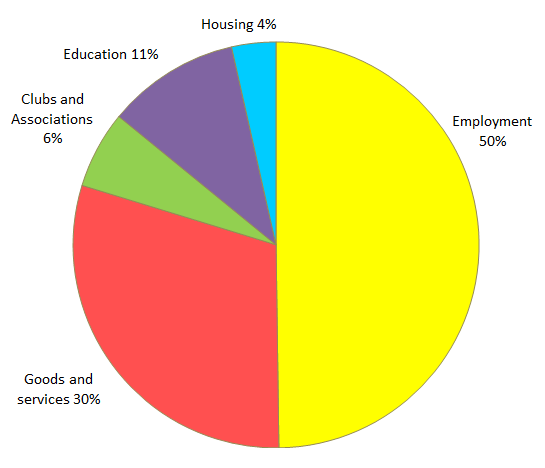 Housing 4%
Education 11%
Clubs and
Associations
6%
Employment
50%
Goods and
services 30%